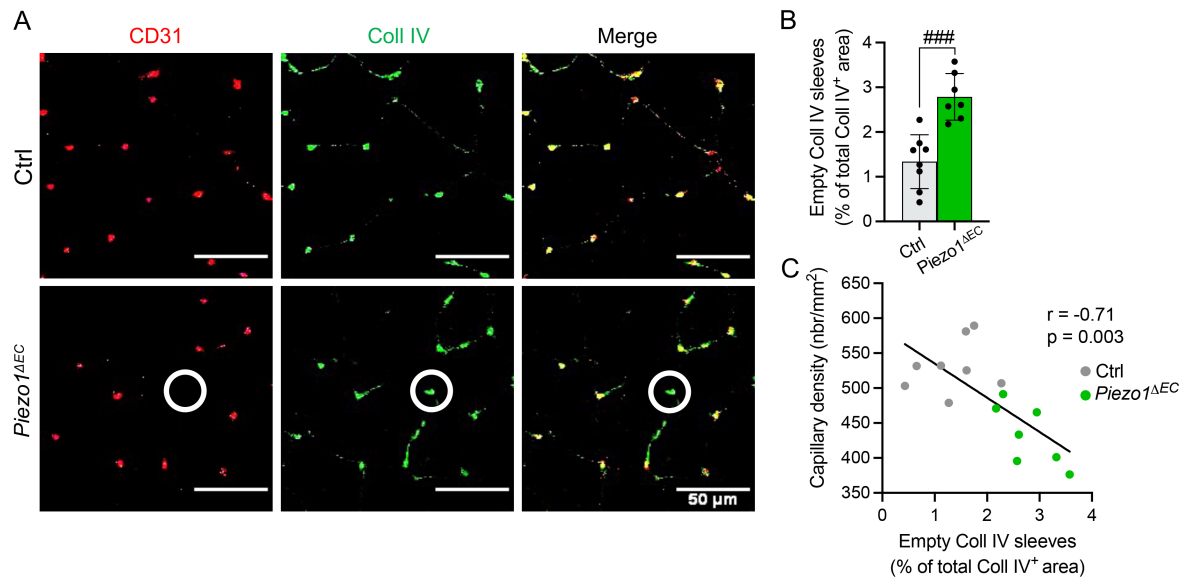 A
CD31
Coll IV
Merge
Ctrl
Piezo1ΔEC
50 µm
B
###
Empty Coll IV sleeves
(% of total Coll IV+ area)
4
3
2
1
0
Ctrl
Piezo1ΔEC
C
Capillary density (nbr/mm2)
650
600
550
500
450
400
350
r = -0.71
p = 0.003
Ctrl
Piezo1ΔEC
0 1 2 3 4
Empty Coll IV sleeves
(% of total Coll IV+ area)